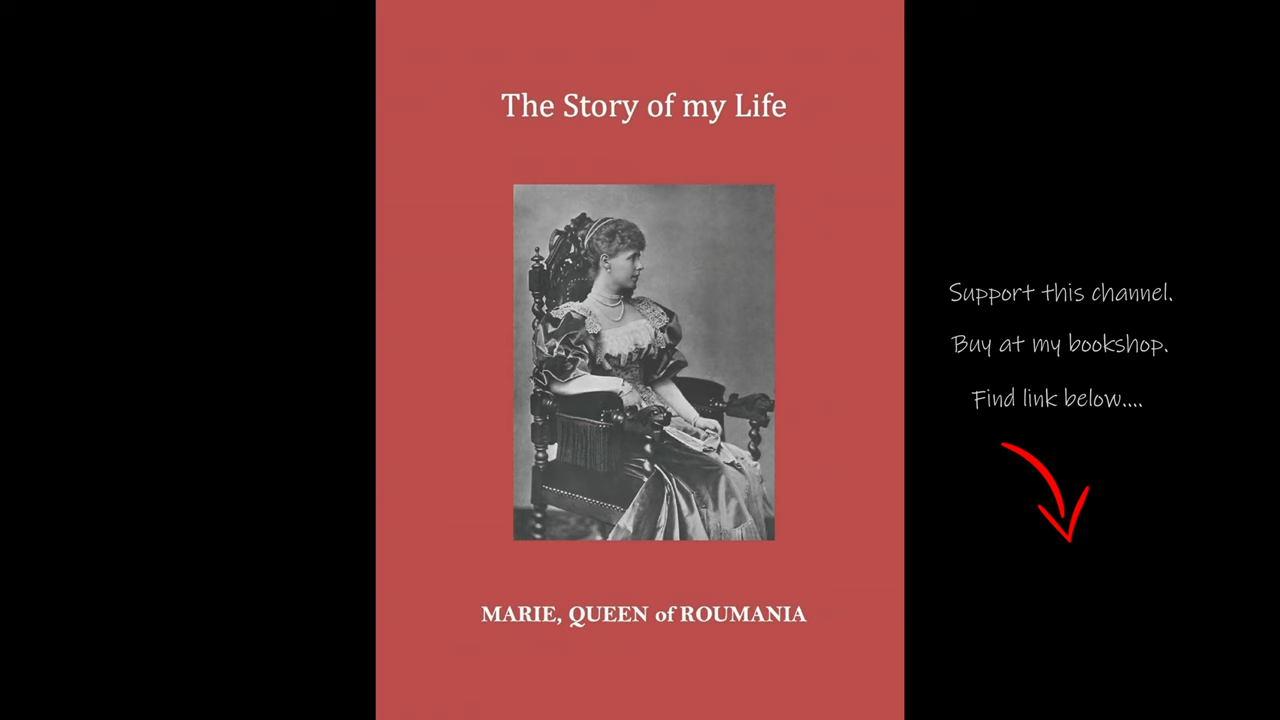 The Story of my Life
Support this channel.
Buy at my bookshop.
Find link below....
MARIE, QUEEN of ROUMANIA